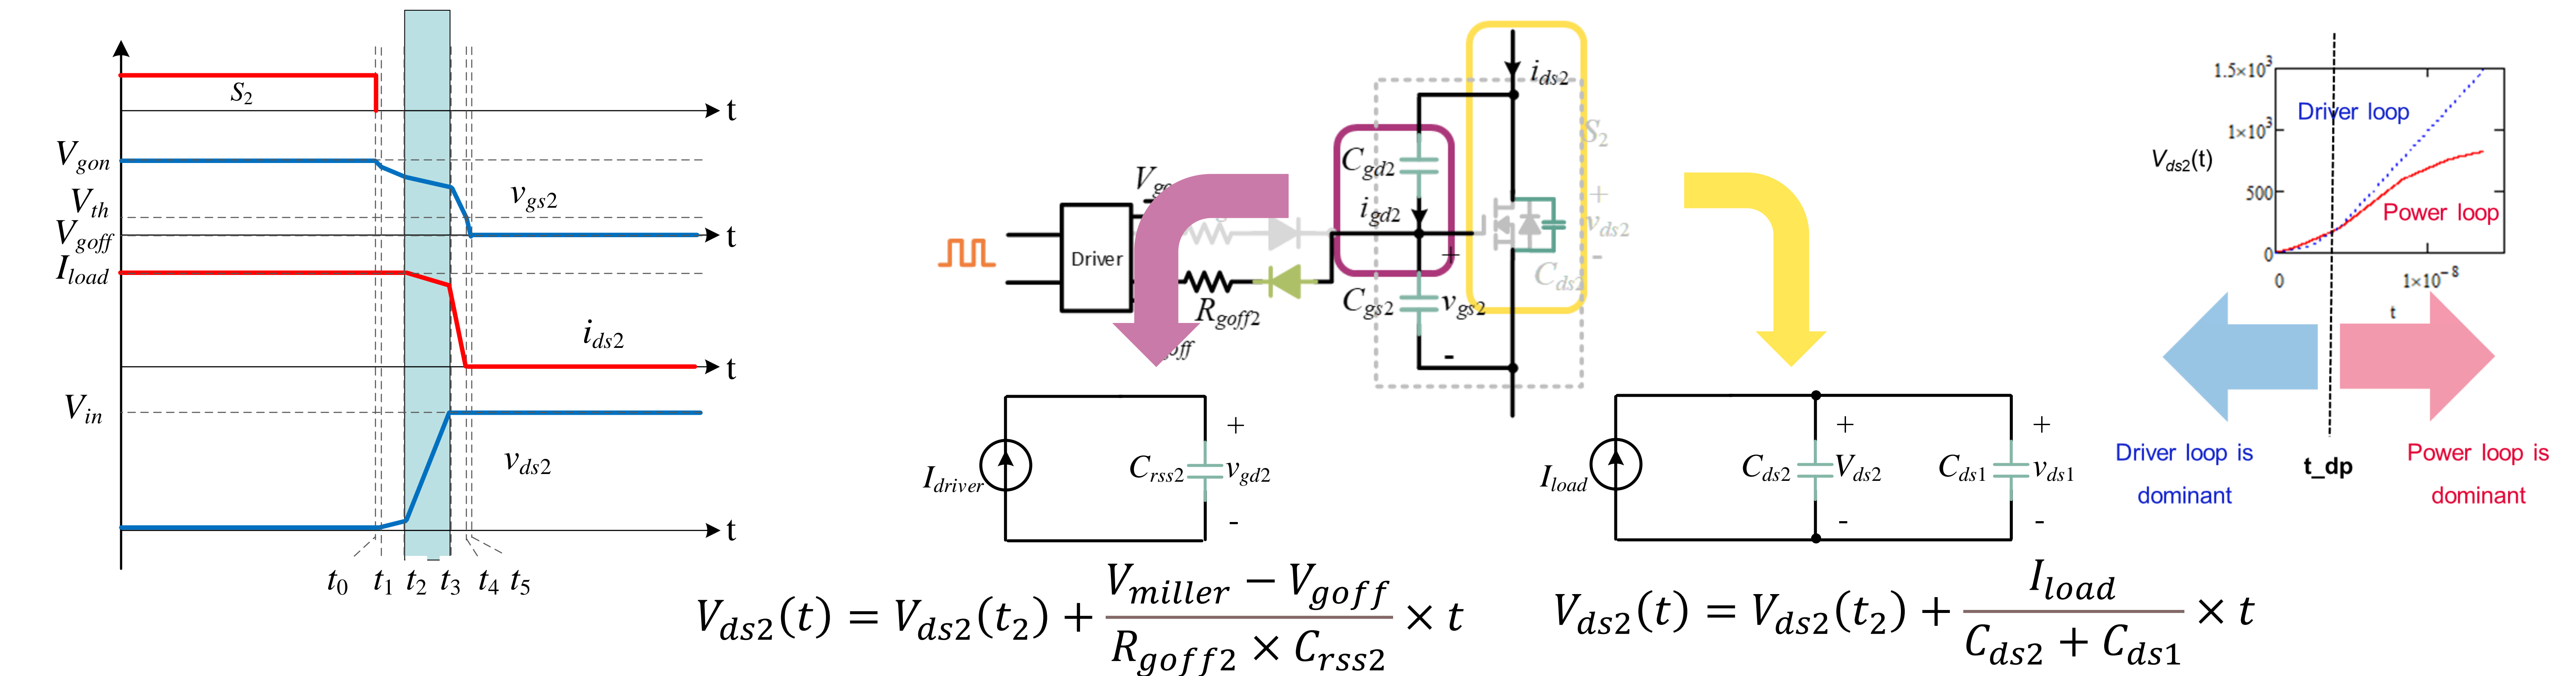 S2
t
Vgon
Vth
Vgoff
vgs2
t
Iload
ids2
t
Vin
vds2
t
t0 t1 t2 t3 t4 t5
ids2
S2
Cgd2
igd2
Driver
+
vds2
-
+
Cds2
Rgoff2
Cgs2
vgs2
-
off
Idriver
Crss2
+
vgd2
-
Iload
Cds2
+
Vds2
-
Cds1
+
vds1
-
Vds2(t) = Vds2(t2) + (Vmiller − Vgoff) / (Rgoff2 × Crss2) × t
Vds2(t) = Vds2(t2) + Iload / (Cds2 + Cds1) × t
1.5×10³
1×10³
500
0
Vds2(t)
Driver loop
Power loop
0
1×10⁻⁸
t
Driver loop is
dominant
t_dp
Power loop is
dominant